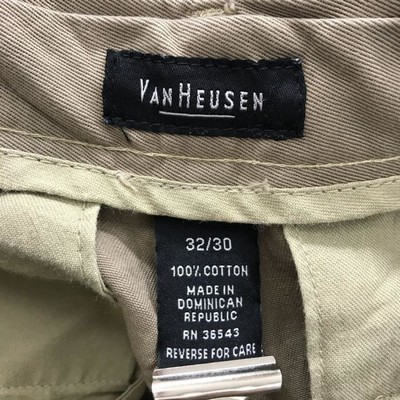 VAN HEUSEN
32/30
100% COTTON
MADE IN
DOMINICAN
REPUBLIC
RN 36543
REVERSE FOR CARE